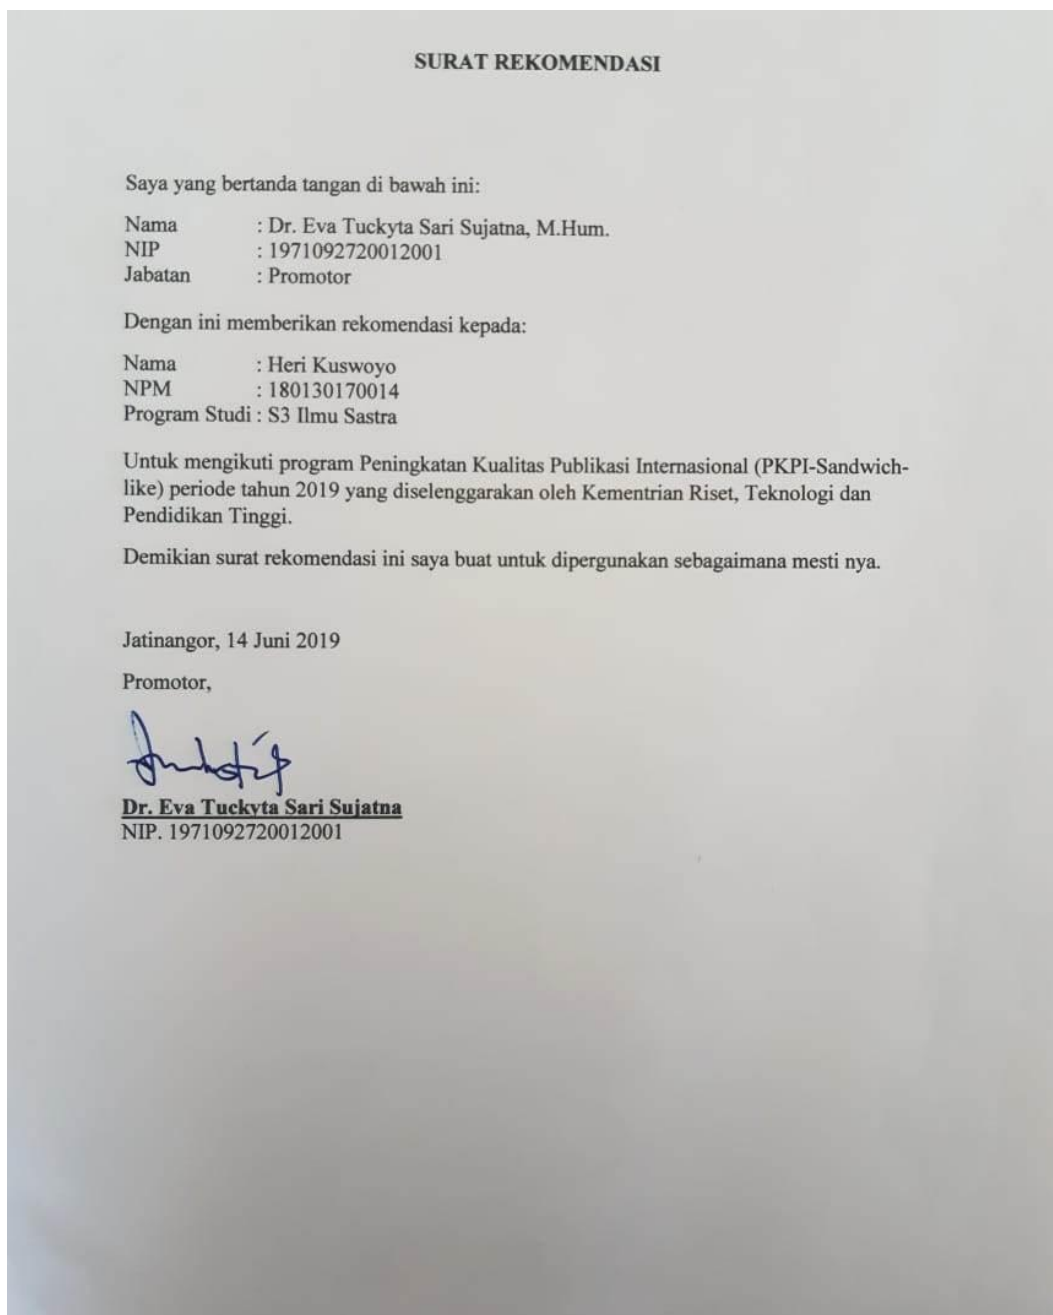 SURAT REKOMENDASI
Saya yang bertanda tangan di bawah ini:
Nama : Dr. Eva Tuckyta Sari Sujatna, M.Hum.
NIP : 1971092720012001
Jabatan : Promotor
Dengan ini memberikan rekomendasi kepada:
Nama : Heri Kuswoyo
NPM : 180130170014
Program Studi : S3 Ilmu Sastra
Untuk mengikuti program Peningkatan Kualitas Publikasi Internasional (PKPI-Sandwich-
like) periode tahun 2019 yang diselenggarakan oleh Kementrian Riset, Teknologi dan
Pendidikan Tinggi.
Demikian surat rekomendasi ini saya buat untuk dipergunakan sebagaimana mesti nya.
Jatinangor, 14 Juni 2019
Promotor,
Dr. Eva Tuckyta Sari Sujatna
NIP. 1971092720012001